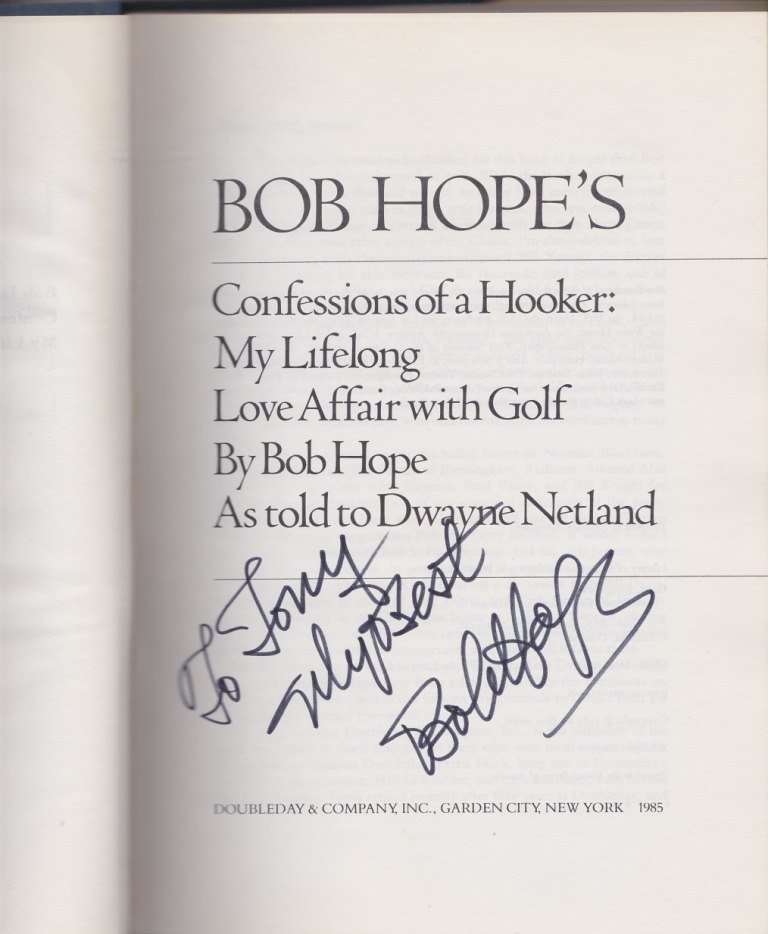 BOB HOPE'S
Confessions of a Hooker:
My Lifelong
Love Affair with Golf
By Bob Hope
As told to Dwayne Netland
To Tony
My Best
Bob Hope
DOUBLEDAY & COMPANY, INC., GARDEN CITY, NEW YORK 1985